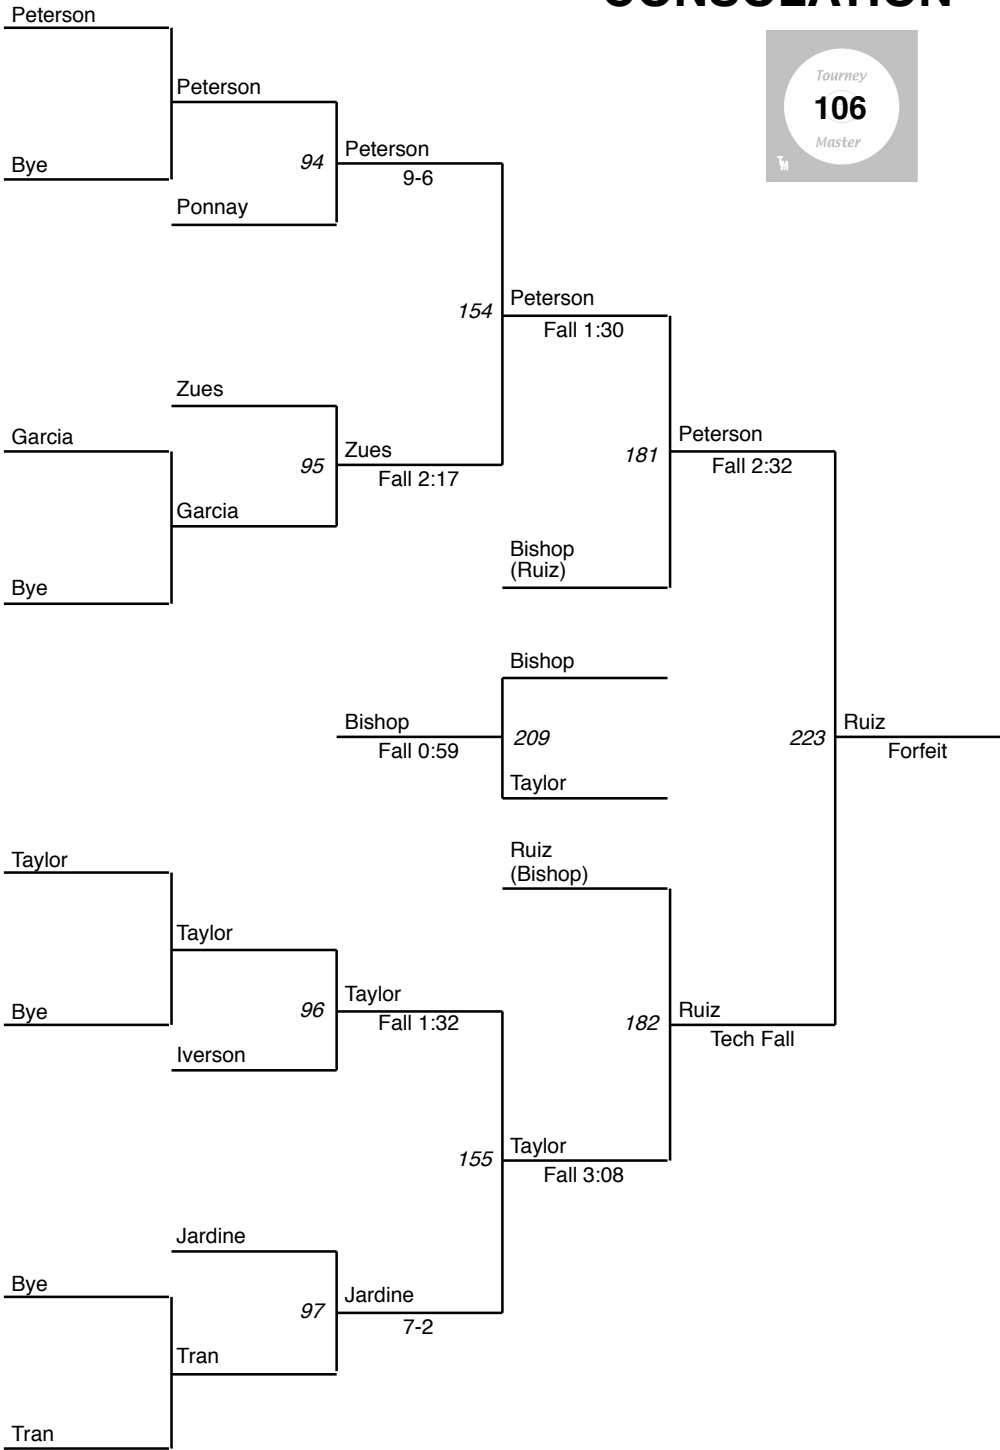 CONSOLATION
Peterson
Tourney
106
Master
TM
Peterson
Bye
94
Peterson
9-6
Ponnay
154
Peterson
Fall 1:30
Zues
Garcia
95
Zues
Fall 2:17
181
Peterson
Fall 2:32
Garcia
Bishop
(Ruiz)
Bye
Bishop
Bishop
Fall 0:59
209
223
Ruiz
Forfeit
Taylor
Ruiz
(Bishop)
Taylor
Taylor
Bye
96
Taylor
Fall 1:32
182
Ruiz
Tech Fall
Iverson
155
Taylor
Fall 3:08
Jardine
Bye
97
Jardine
7-2
Tran
Tran